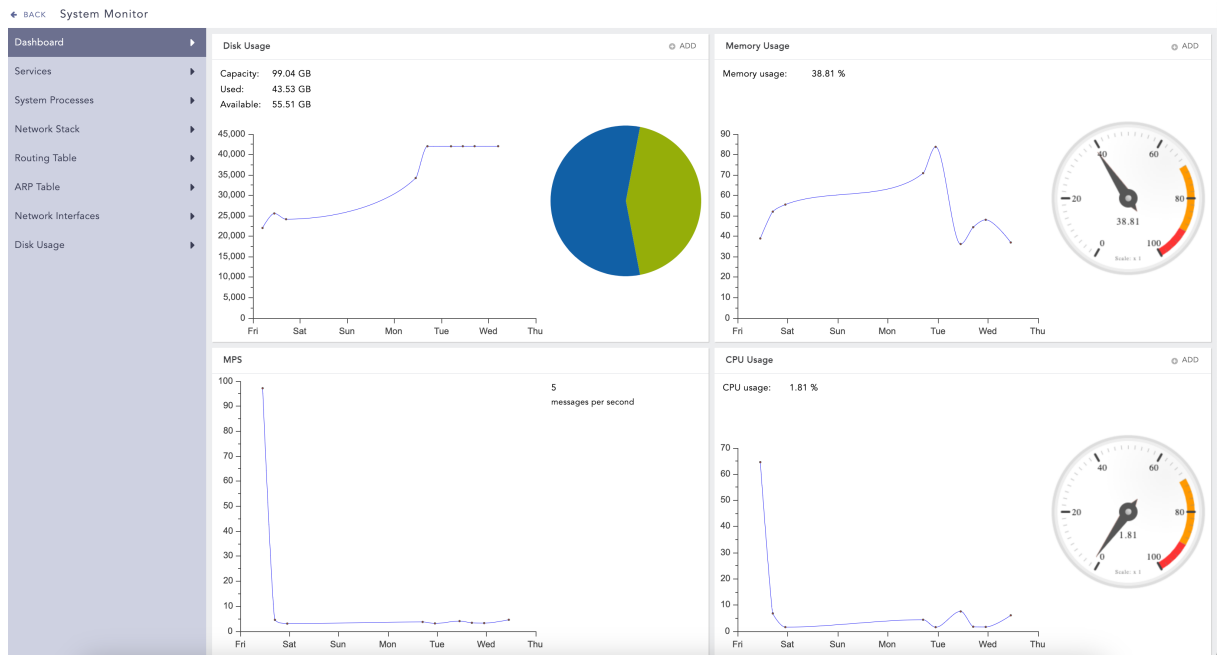 BACK System Monitor
Dashboard
Services
System Processes
Network Stack
Routing Table
ARP Table
Network Interfaces
Disk Usage
Disk Usage ADD
Capacity: 99.04 GB
Used: 43.53 GB
Available: 55.51 GB
45,000
40,000
35,000
30,000
25,000
20,000
15,000
10,000
5,000
0
Fri Sat Sun Mon Tue Wed Thu
Memory Usage ADD
Memory usage: 38.81 %
90
80
70
60
50
40
30
20
10
0
Fri Sat Sun Mon Tue Wed Thu
40 60
20 80
38.81
0 100
Scale: x 1
MPS
5
messages per second
100
90
80
70
60
50
40
30
20
10
0
Fri Sat Sun Mon Tue Wed Thu
CPU Usage ADD
CPU usage: 1.81 %
70
60
50
40
30
20
10
0
Fri Sat Sun Mon Tue Wed Thu
40 60
20 80
1.81
0 100
Scale: x 1